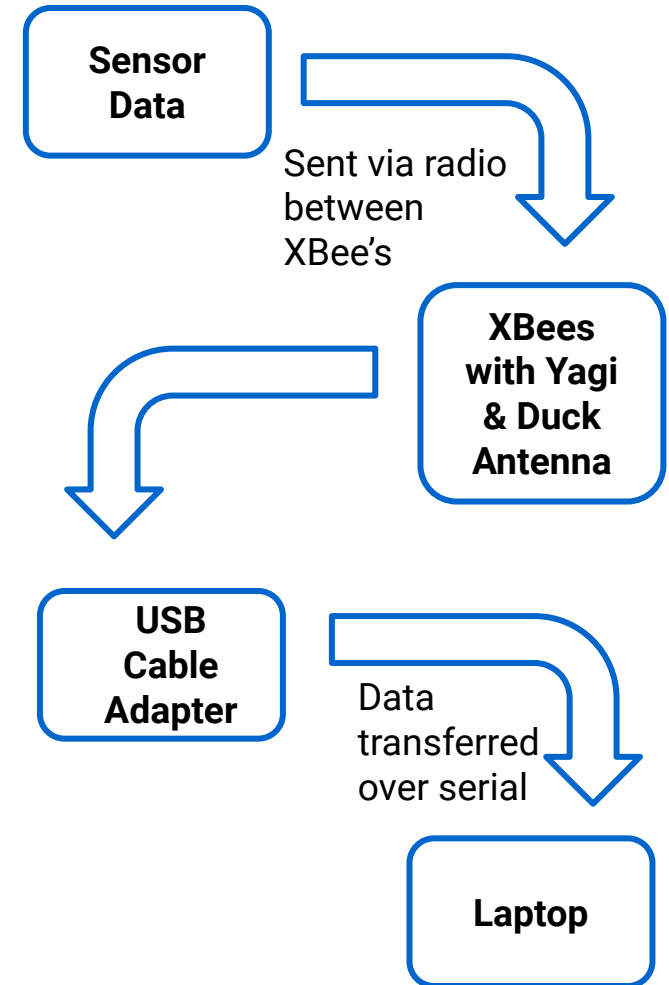 Sensor
Data
Sent via radio
between
XBee’s
XBees
with Yagi
& Duck
Antenna
USB
Cable
Adapter
Data
transferred
over serial
Laptop